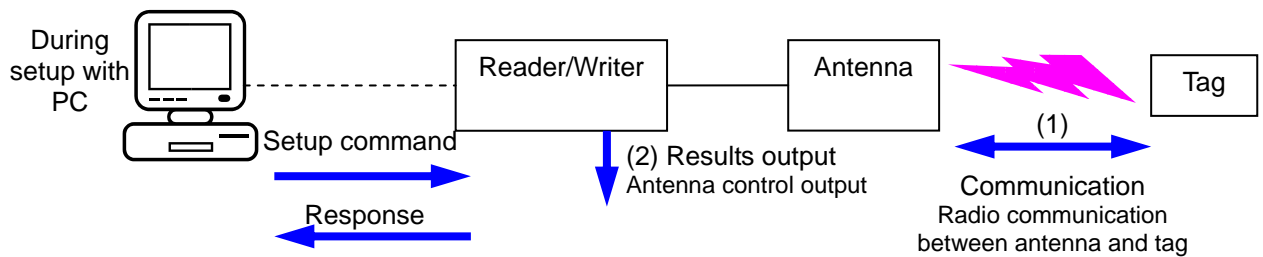 During
setup with
PC
Reader/Writer
Antenna
Tag
Setup command
Response
(2) Results output
Antenna control output
(1)
Communication
Radio communication
between antenna and tag